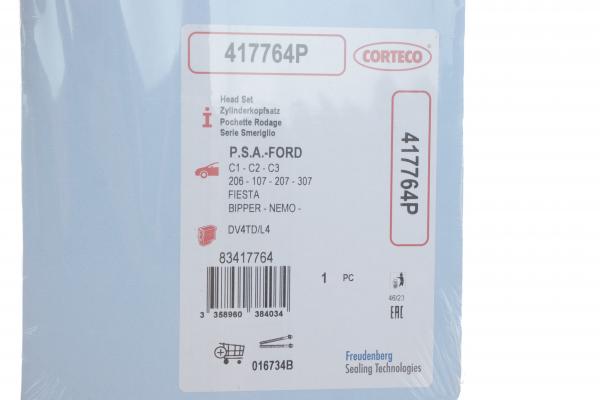 417764P
CORTECO
Head Set
Zylinderkopfsatz
Pochette Rodage
Serie Smeriglio
417764P
P.S.A.-FORD
C1 - C2 - C3
206 - 107 - 207 - 307
FIESTA
BIPPER - NEMO -
DV4TD/L4
83417764
1 PC
46/23
3 358960 384034
EAC
016734B
Freudenberg
Sealing Technologies